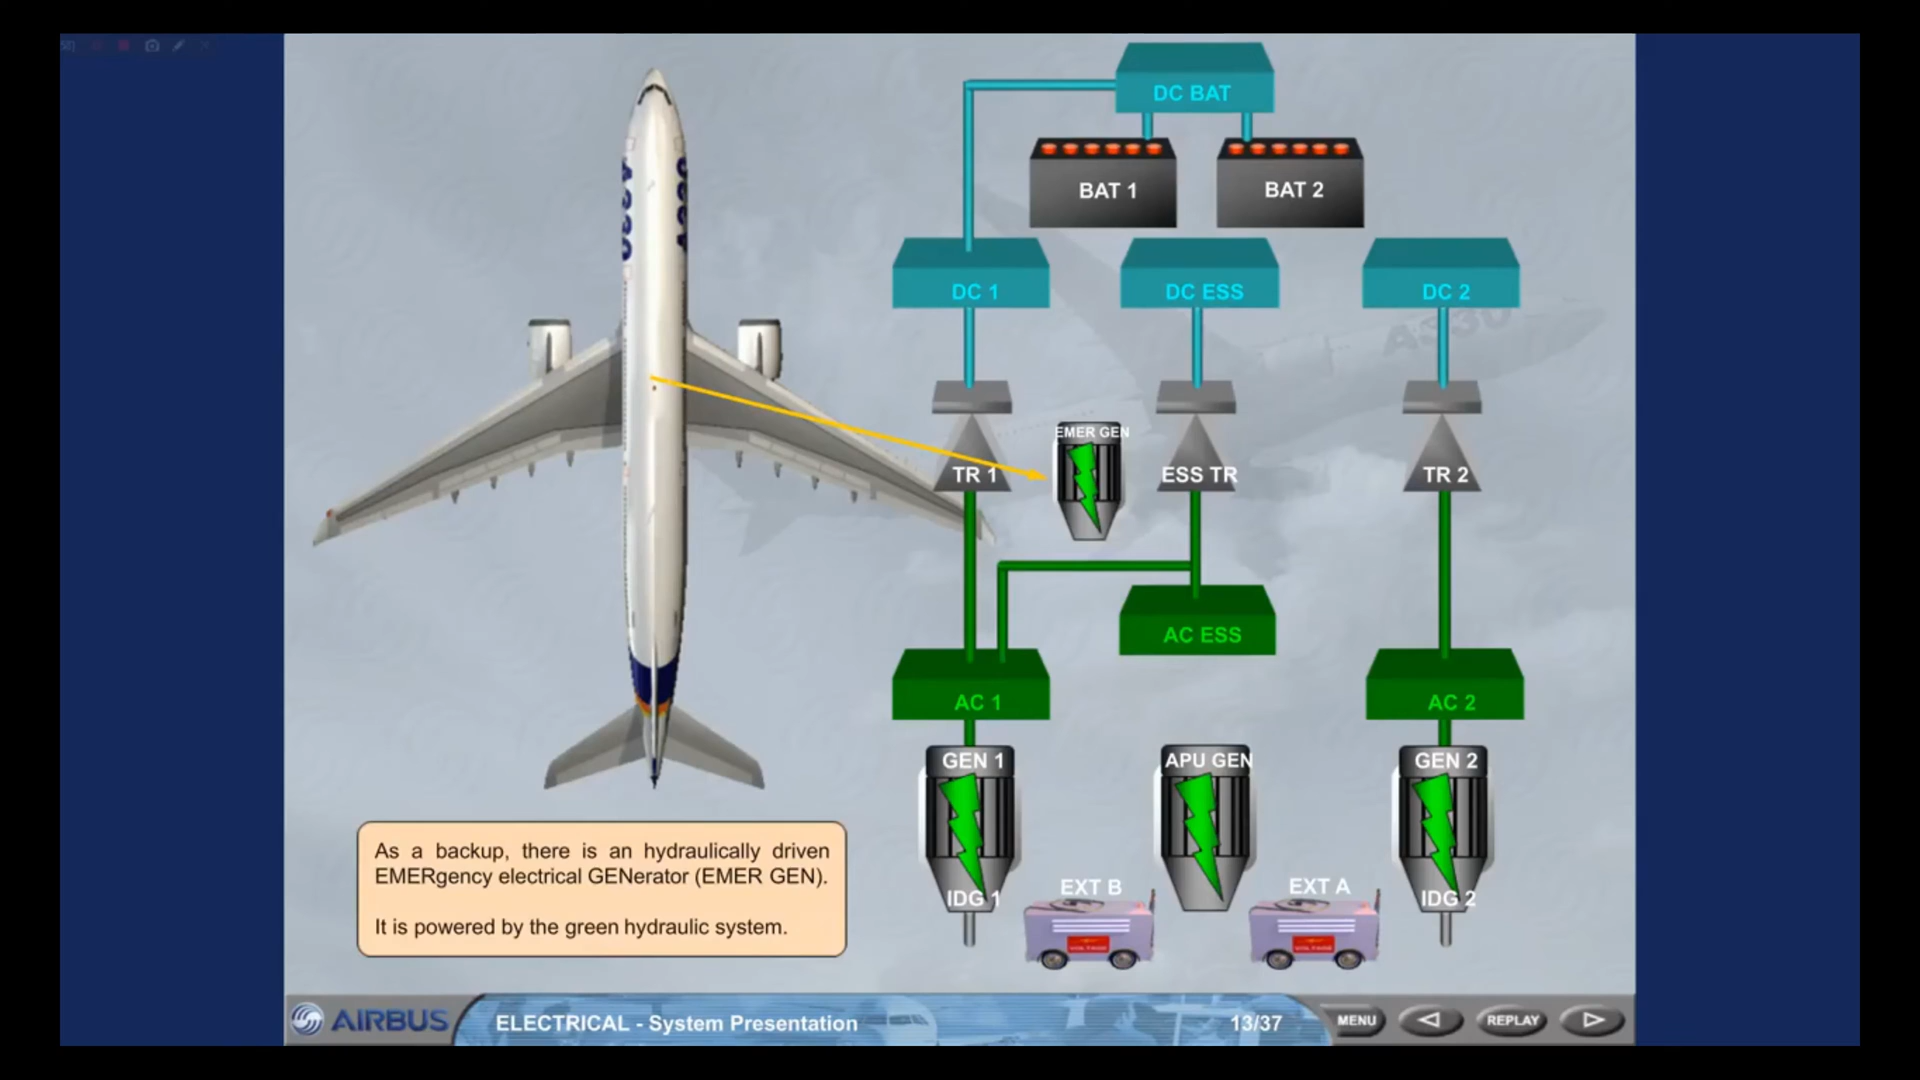 DC BAT
BAT 1
BAT 2
DC 1
DC ESS
DC 2
A330
EMER GEN
TR 1
ESS TR
TR 2
AC ESS
AC 1
AC 2
GEN 1
APU GEN
GEN 2
EXT B
EXT A
IDG 1
IDG 2
As a backup, there is an hydraulically driven
EMERgency electrical GENerator (EMER GEN).
It is powered by the green hydraulic system.
AIRBUS
ELECTRICAL - System Presentation
13/37
MENU
REPLAY